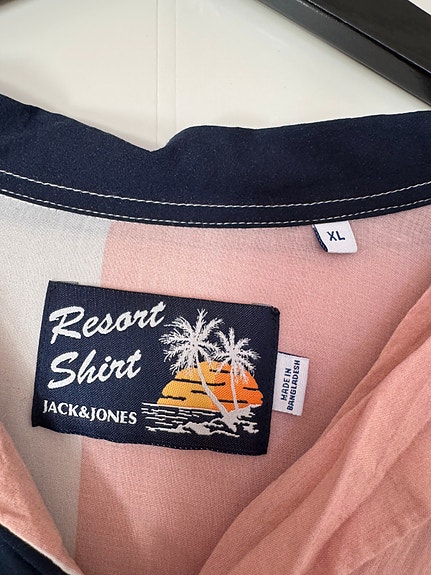 XL
Resort
Shirt
JACK&JONES
MADE IN
BANGLADESH